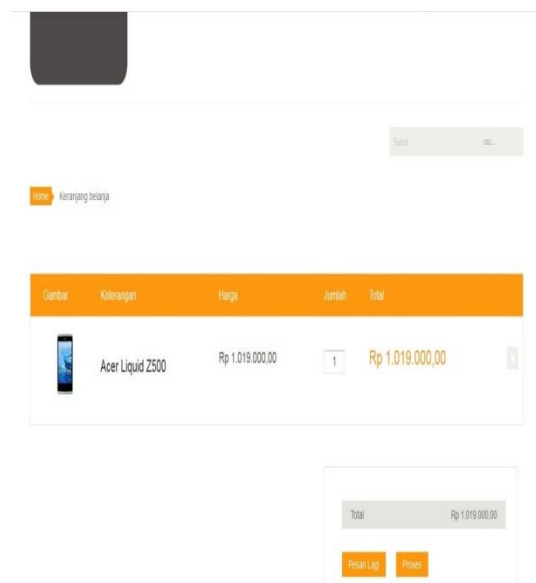 Search
Home Keranjang belanja
Gambar Keterangan Harga Jumlah Total
Acer Liquid Z500 Rp 1.019.000,00 1 Rp 1.019.000,00
Total Rp 1.019.000,00
Pesan Lagi Proses